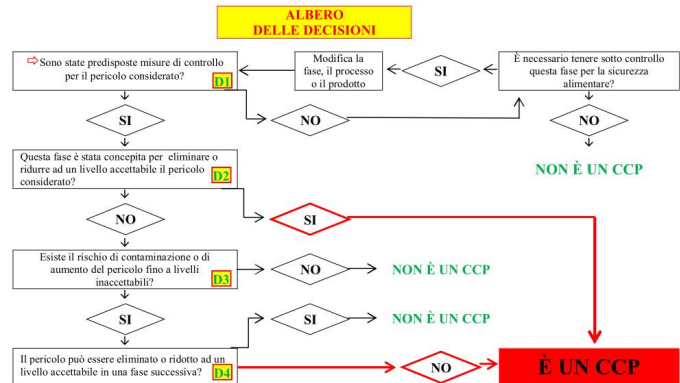 ALBERO
DELLE DECISIONI
Sono state predisposte misure di controllo
per il pericolo considerato?
D1
Modifica la
fase, il processo
o il prodotto
SI
È necessario tenere sotto controllo
questa fase per la sicurezza
alimentare?
SI
NO
NO
NON È UN CCP
Questa fase è stata concepita per eliminare o
ridurre ad un livello accettabile il pericolo
considerato?
D2
NO
SI
Esiste il rischio di contaminazione o di
aumento del pericolo fino a livelli
inaccettabili?
D3
NO
NON È UN CCP
SI
SI
NON È UN CCP
Il pericolo può essere eliminato o ridotto ad un
livello accettabile in una fase successiva?
D4
NO
È UN CCP